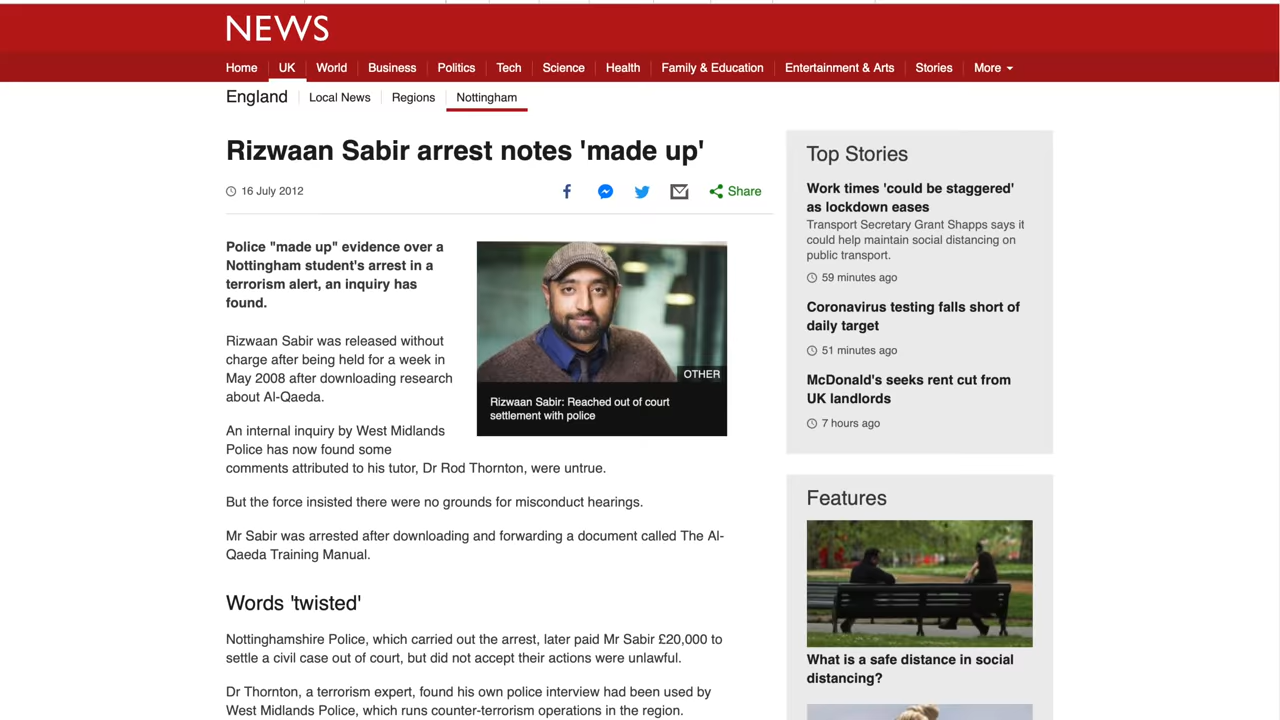 NEWS
Home UK World Business Politics Tech Science Health Family & Education Entertainment & Arts Stories More
England Local News Regions Nottingham
Rizwaan Sabir arrest notes 'made up'
16 July 2012
Share
Police "made up" evidence over a
Nottingham student's arrest in a
terrorism alert, an inquiry has
found.
OTHER
Rizwaan Sabir: Reached out of court
settlement with police
Rizwaan Sabir was released without
charge after being held for a week in
May 2008 after downloading research
about Al-Qaeda.
An internal inquiry by West Midlands
Police has now found some
comments attributed to his tutor, Dr Rod Thornton, were untrue.
But the force insisted there were no grounds for misconduct hearings.
Mr Sabir was arrested after downloading and forwarding a document called The Al-
Qaeda Training Manual.
Words 'twisted'
Nottinghamshire Police, which carried out the arrest, later paid Mr Sabir £20,000 to
settle a civil case out of court, but did not accept their actions were unlawful.
Dr Thornton, a terrorism expert, found his own police interview had been used by
West Midlands Police, which runs counter-terrorism operations in the region.
Top Stories
Work times 'could be staggered'
as lockdown eases
Transport Secretary Grant Shapps says it
could help maintain social distancing on
public transport.
59 minutes ago
Coronavirus testing falls short of
daily target
51 minutes ago
McDonald's seeks rent cut from
UK landlords
7 hours ago
Features
What is a safe distance in social
distancing?